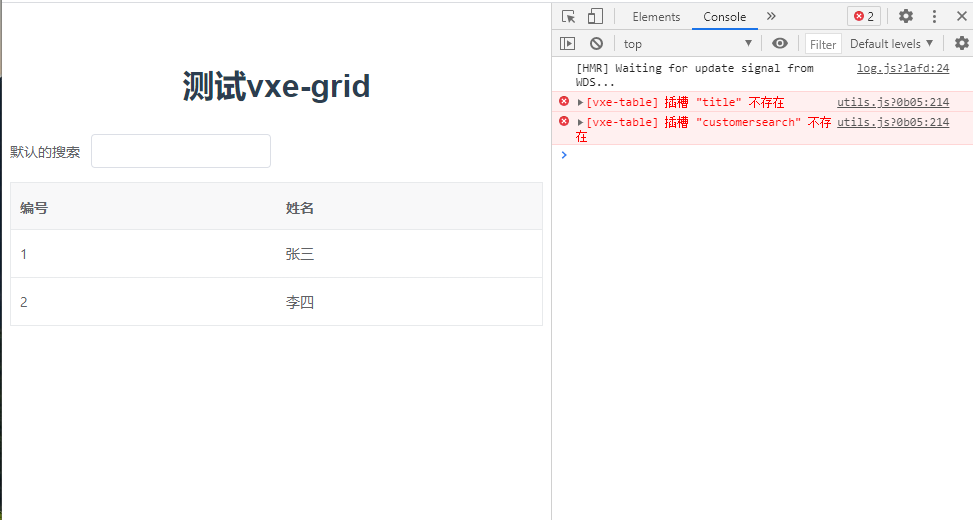 测试vxe-grid
默认的搜索
编号 姓名
1 张三
2 李四
Elements Console 2
top Filter Default levels ▼
[HMR] Waiting for update signal from log.js?1afd:24
WDS...
[vxe-table] 插槽 "title" 不存在 utils.js?0b05:214
[vxe-table] 插槽 "customersearch" 不存 utils.js?0b05:214
在